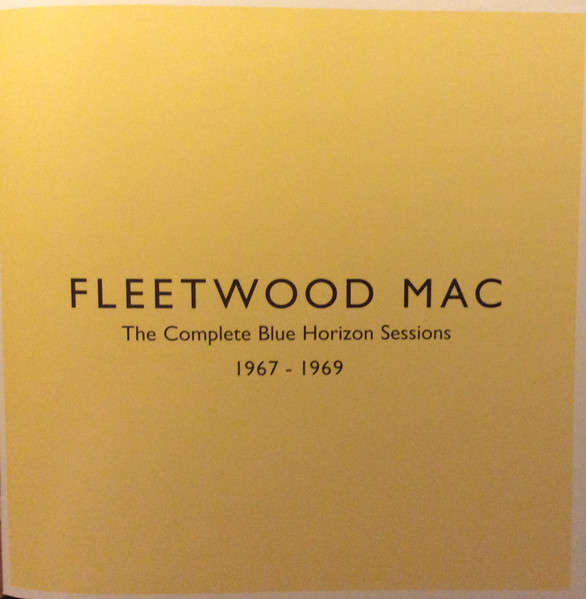 FLEETWOOD MAC
The Complete Blue Horizon Sessions
1967 - 1969